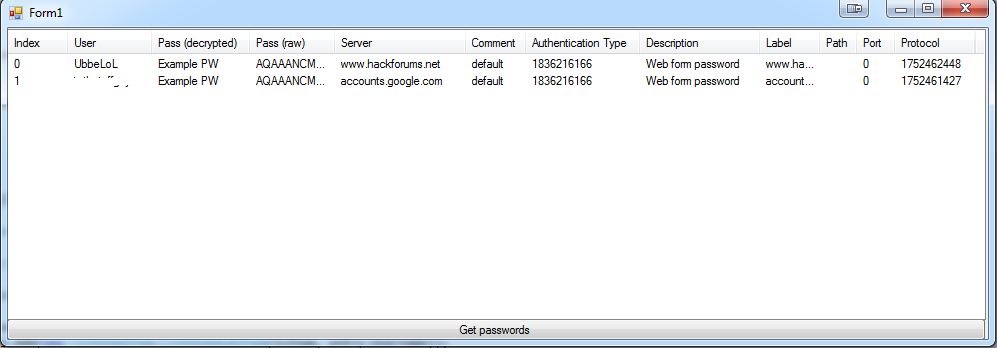 Form1
Index User Pass (decrypted) Pass (raw) Server Comment Authentication Type Description Label Path Port Protocol
0 UbbeLoL Example PW AQAAANCM... www.hackforums.net default 1836216166 Web form password www.ha... 0 1752462448
1 Example PW AQAAANCM... accounts.google.com default 1836216166 Web form password account... 0 1752461427
Get passwords